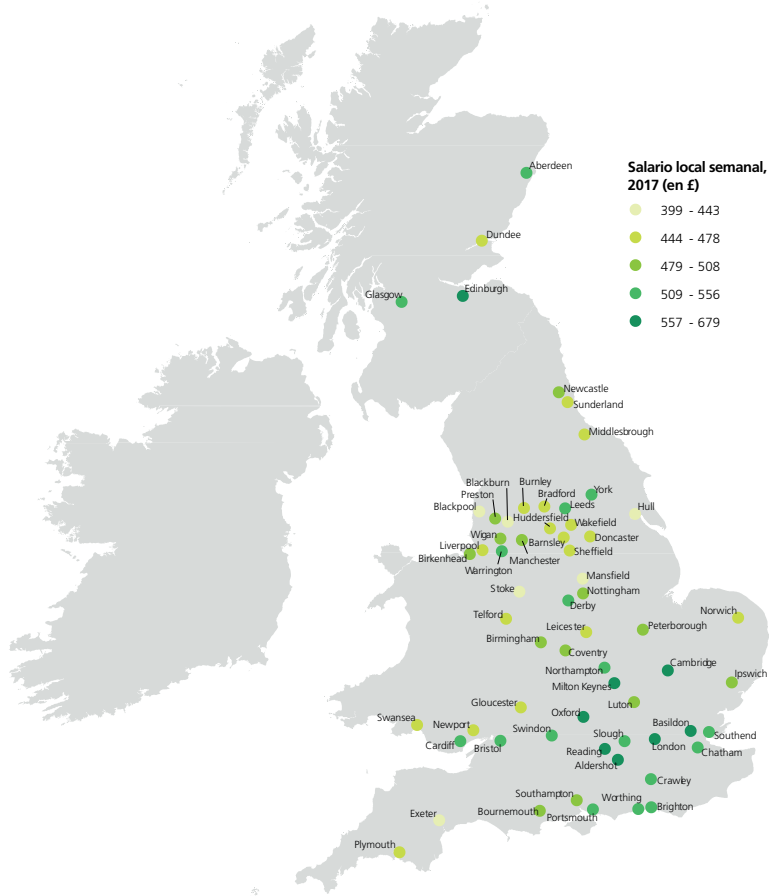 Salario local semanal,
2017 (en £)
399 - 443
444 - 478
479 - 508
509 - 556
557 - 679
Aberdeen
Dundee
Glasgow
Edinburgh
Newcastle
Sunderland
Middlesbrough
Blackburn
Burnley
Preston
Bradford
York
Blackpool
Leeds
Hull
Huddersfield
Wakefield
Wigan
Barnsley
Doncaster
Liverpool
Sheffield
Birkenhead
Manchester
Warrington
Mansfield
Stoke
Nottingham
Derby
Telford
Norwich
Leicester
Peterborough
Birmingham
Coventry
Northampton
Cambridge
Ipswich
Milton Keynes
Gloucester
Luton
Oxford
Swansea
Newport
Basildon
Swindon
Slough
Southend
Cardiff
Bristol
London
Reading
Chatham
Aldershot
Crawley
Southampton
Worthing
Exeter
Bournemouth
Brighton
Portsmouth
Plymouth